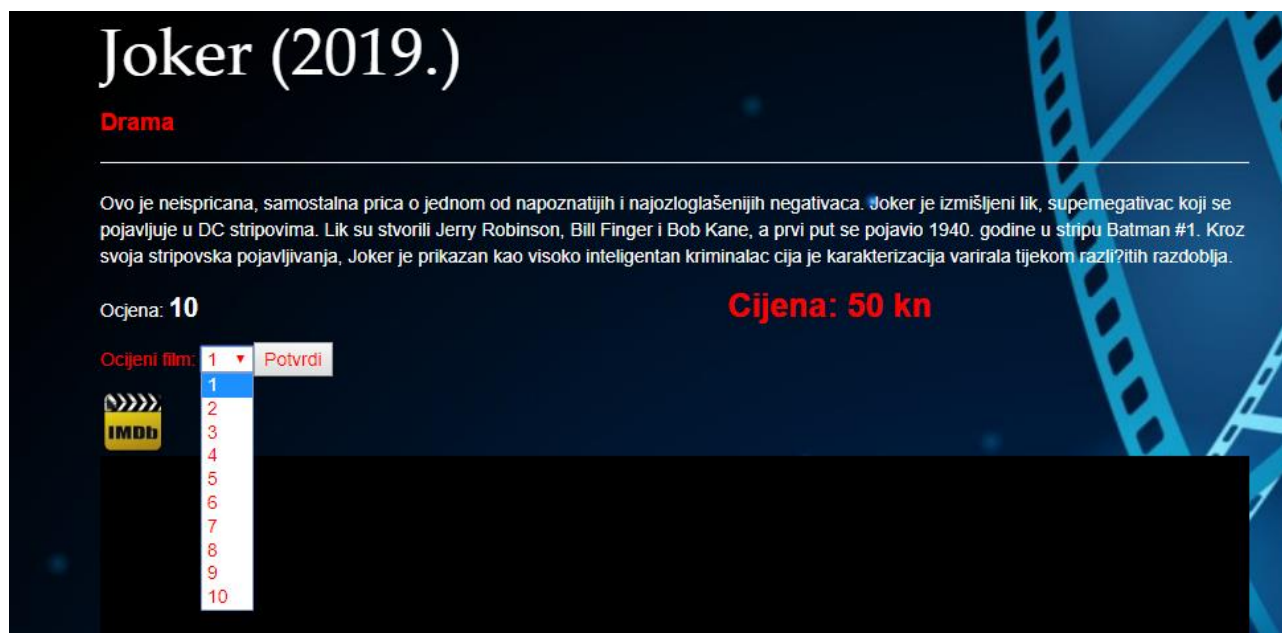 Joker (2019.)
Drama
Ovo je neispricana, samostalna prica o jednom od napoznatijih i najozloglašenijih negativaca. Joker je izmišljeni lik, supernegativac koji se
pojavljuje u DC stripovima. Lik su stvorili Jerry Robinson, Bill Finger i Bob Kane, a prvi put se pojavio 1940. godine u stripu Batman #1. Kroz
svoja stripovska pojavljivanja, Joker je prikazan kao visoko inteligentan kriminalac cija je karakterizacija varirala tijekom razli?itih razdoblja.
Ocjena: 10 Cijena: 50 kn
Ocijeni film: 1 Potvrdi
1
2
3
4
5
6
7
8
9
10
IMDb